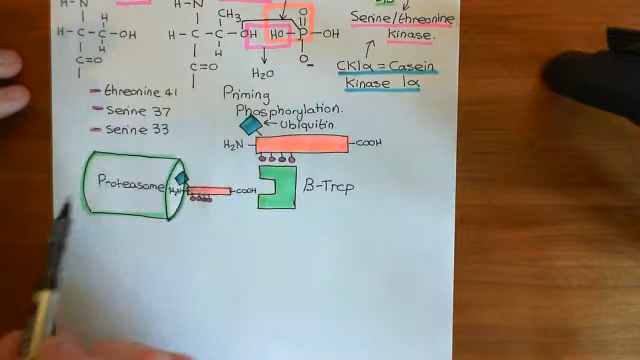 H-N
H
H-C-C-OH
H
C=O
H-N
CH₃
H-C-C-OH
H
C=O
HO-P-OH
O
O⁻
H₂O
Serine/threonine
kinase.
CK1α = Casein
Kinase 1α
threonine 41
Serine 37
Serine 33
Priming
Phosphorylation.
Ubiquitin
H₂N
COOH
Proteasome
H₂N
COOH
β-Trcp